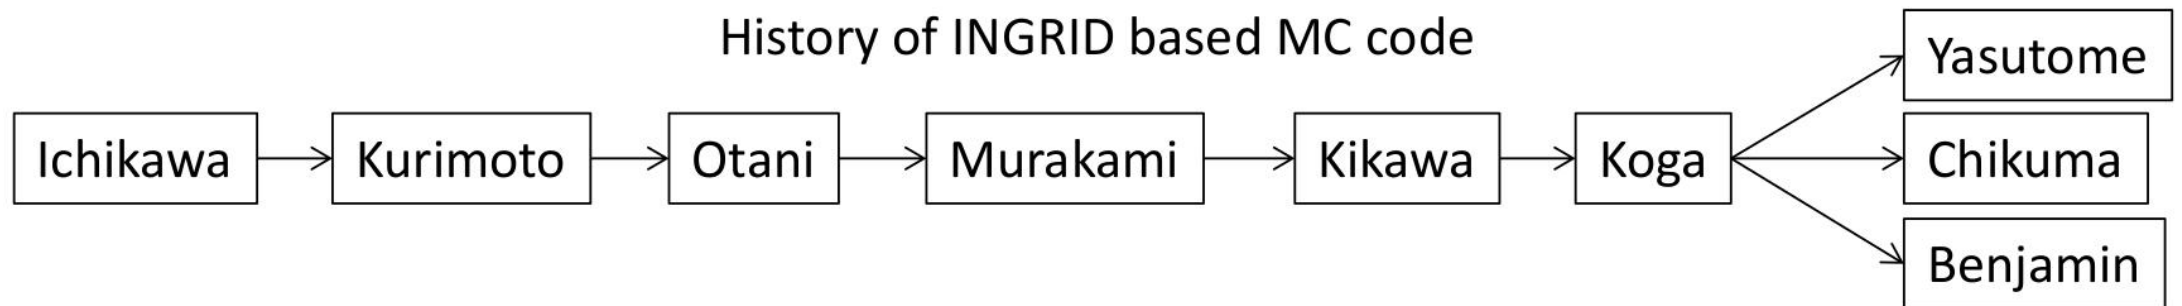 History of INGRID based MC code
Ichikawa
Kurimoto
Otani
Murakami
Kikawa
Koga
Yasutome
Chikuma
Benjamin